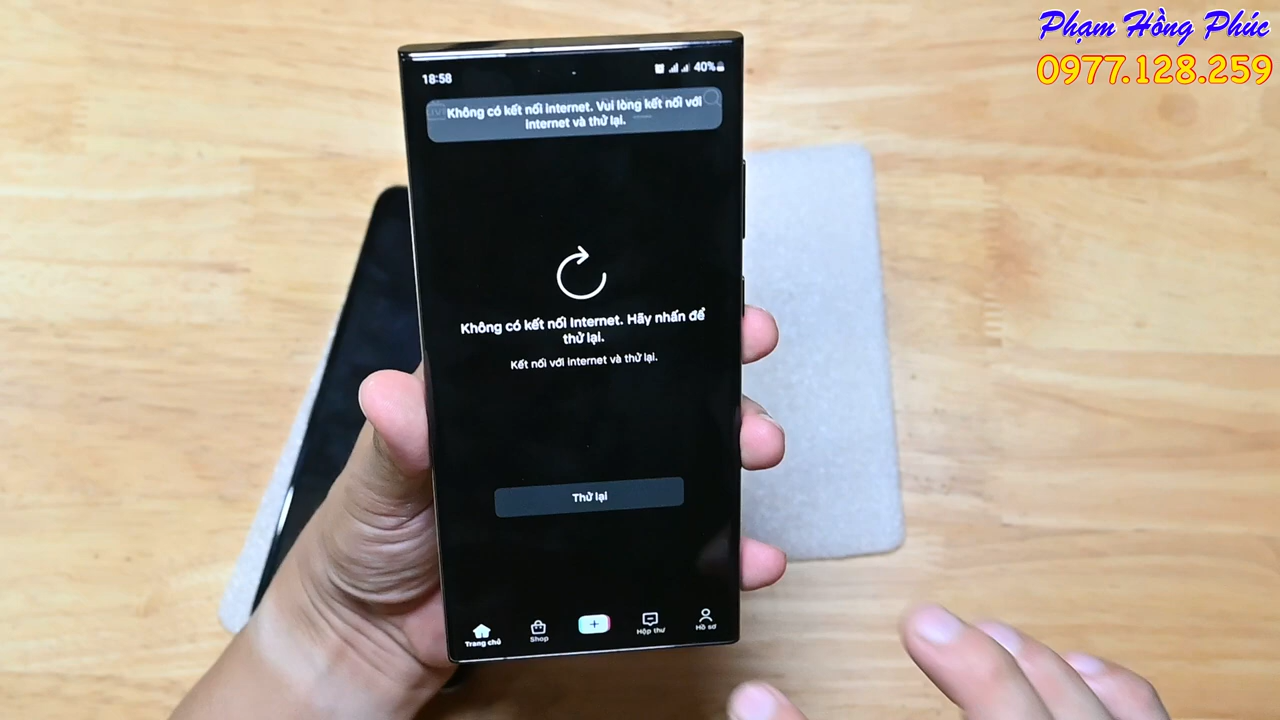 Phạm Hồng Phúc
0977.128.259
18:58
40%
LIVE
Không có kết nối Internet. Vui lòng kết nối với
internet và thử lại.
Không có kết nối Internet. Hãy nhấn để
thử lại.
Kết nối với internet và thử lại.
Thử lại
Trang chủ
Shop
Hộp thư
Hồ sơ